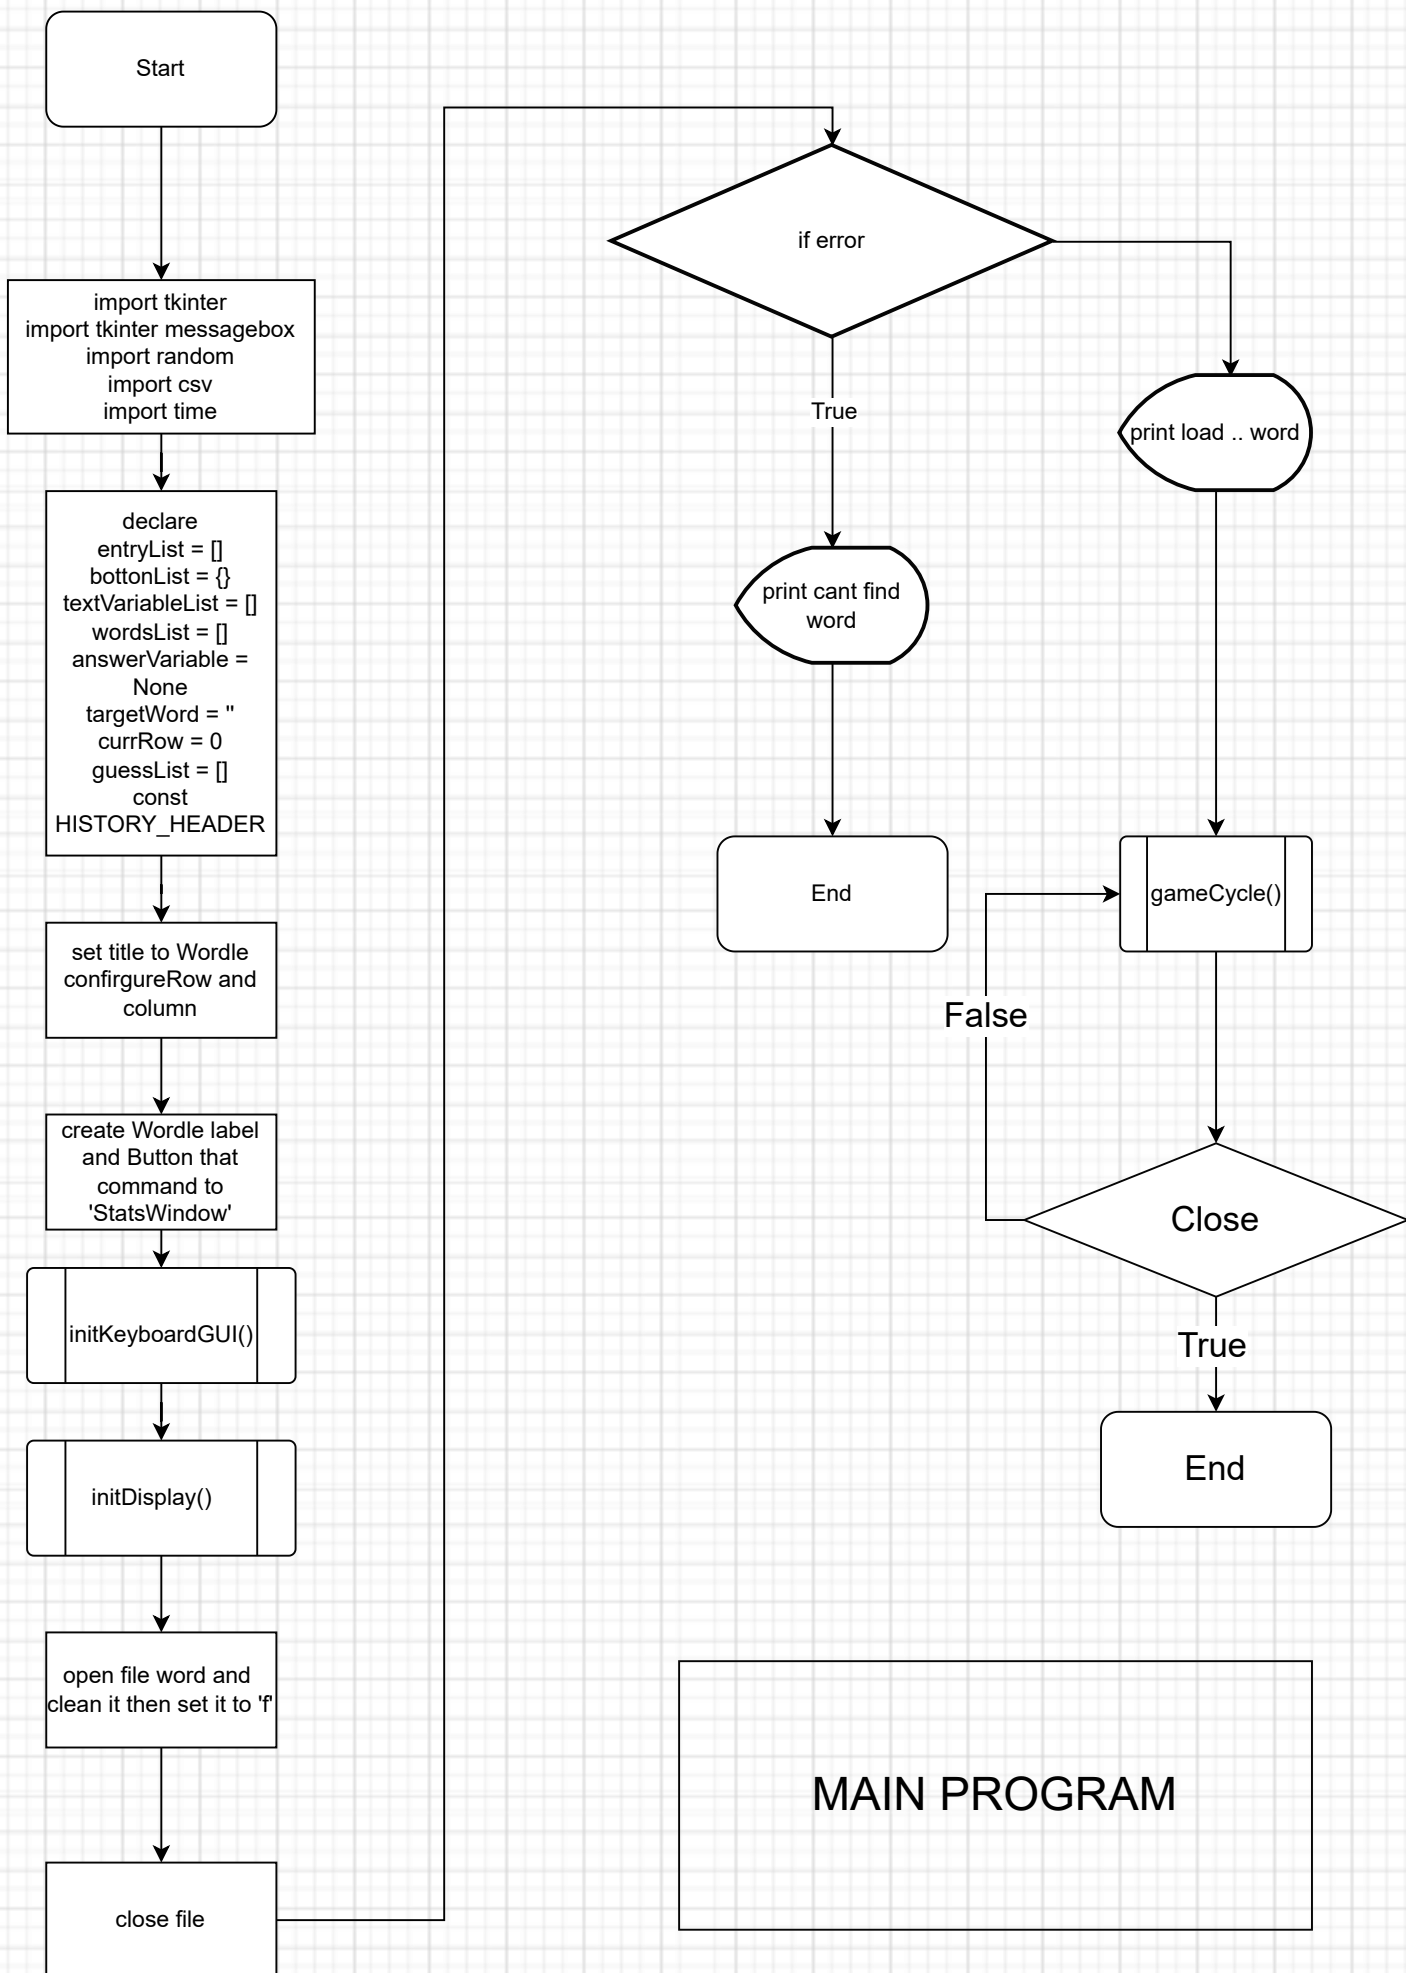 Start
import tkinter
import tkinter messagebox
import random
import csv
import time
declare
entryList = []
bottonList = {}
textVariableList = []
wordsList = []
answerVariable =
None
targetWord = ''
currRow = 0
guessList = []
const
HISTORY_HEADER
set title to Wordle
confirgureRow and
column
create Wordle label
and Button that
command to
'StatsWindow'
initKeyboardGUI()
initDisplay()
open file word and
clean it then set it to 'f'
close file
if error
True
print cant find
word
End
print load .. word
gameCycle()
False
Close
True
End
MAIN PROGRAM